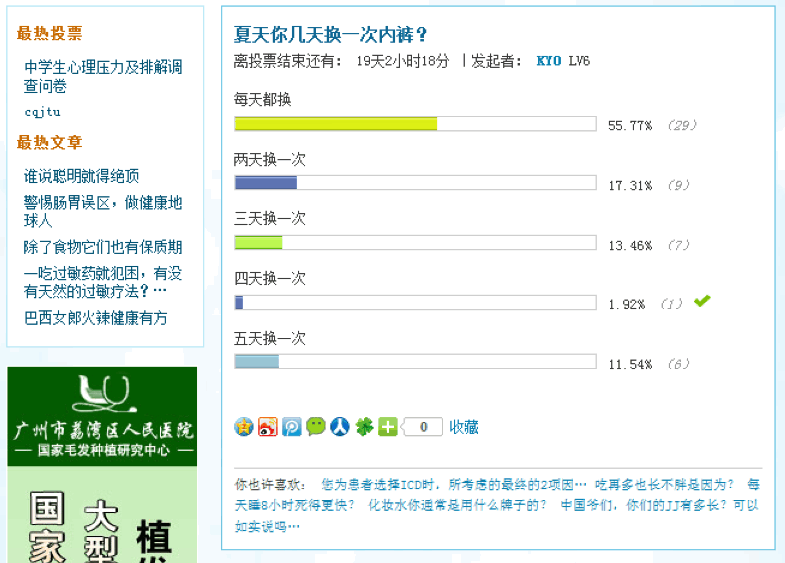 最热投票
中学生心理压力及排解调
查问卷
cqjtu
最热文章
谁说聪明就得绝顶
警惕肠胃误区，做健康地
球人
除了食物它们也有保质期
一吃过敏药就犯困，有没
有天然的过敏疗法？…
巴西女郎火辣健康有方
广州市荔湾区人民医院
国家毛发种植研究中心
国家
大型
植
夏天你几天换一次内裤？
离投票结束还有： 19天2小时18分 | 发起者： KYO LV6
每天都换
55.77% （29）
两天换一次
17.31% （9）
三天换一次
13.46% （7）
四天换一次
1.92% （1）
五天换一次
11.54% （6）
0 收藏
你也许喜欢： 您为患者选择ICD时，所考虑的最终的2项因… 吃再多也长不胖是因为？ 每
天睡8小时死得更快？ 化妆水你通常是用什么牌子的？ 中国爷们，你们的JJ有多长？可以
如实说吗…